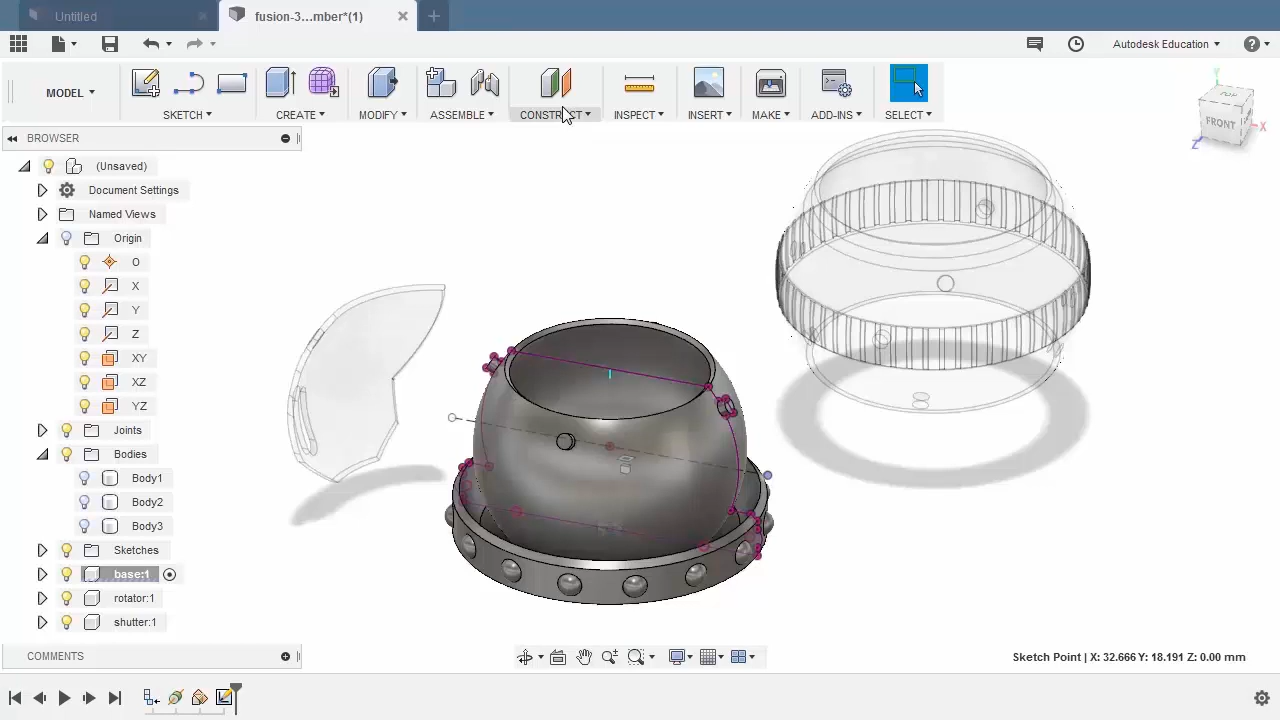 Untitled
fusion-3...mber*(1)
Autodesk Education
MODEL
SKETCH
CREATE
MODIFY
ASSEMBLE
CONSTRUCT
INSPECT
INSERT
MAKE
ADD-INS
SELECT
TOP
FRONT
X
Y
Z
BROWSER
(Unsaved)
Document Settings
Named Views
Origin
O
X
Y
Z
XY
XZ
YZ
Joints
Bodies
Body1
Body2
Body3
Sketches
base:1
rotator:1
shutter:1
COMMENTS
Sketch Point | X: 32.666 Y: 18.191 Z: 0.00 mm